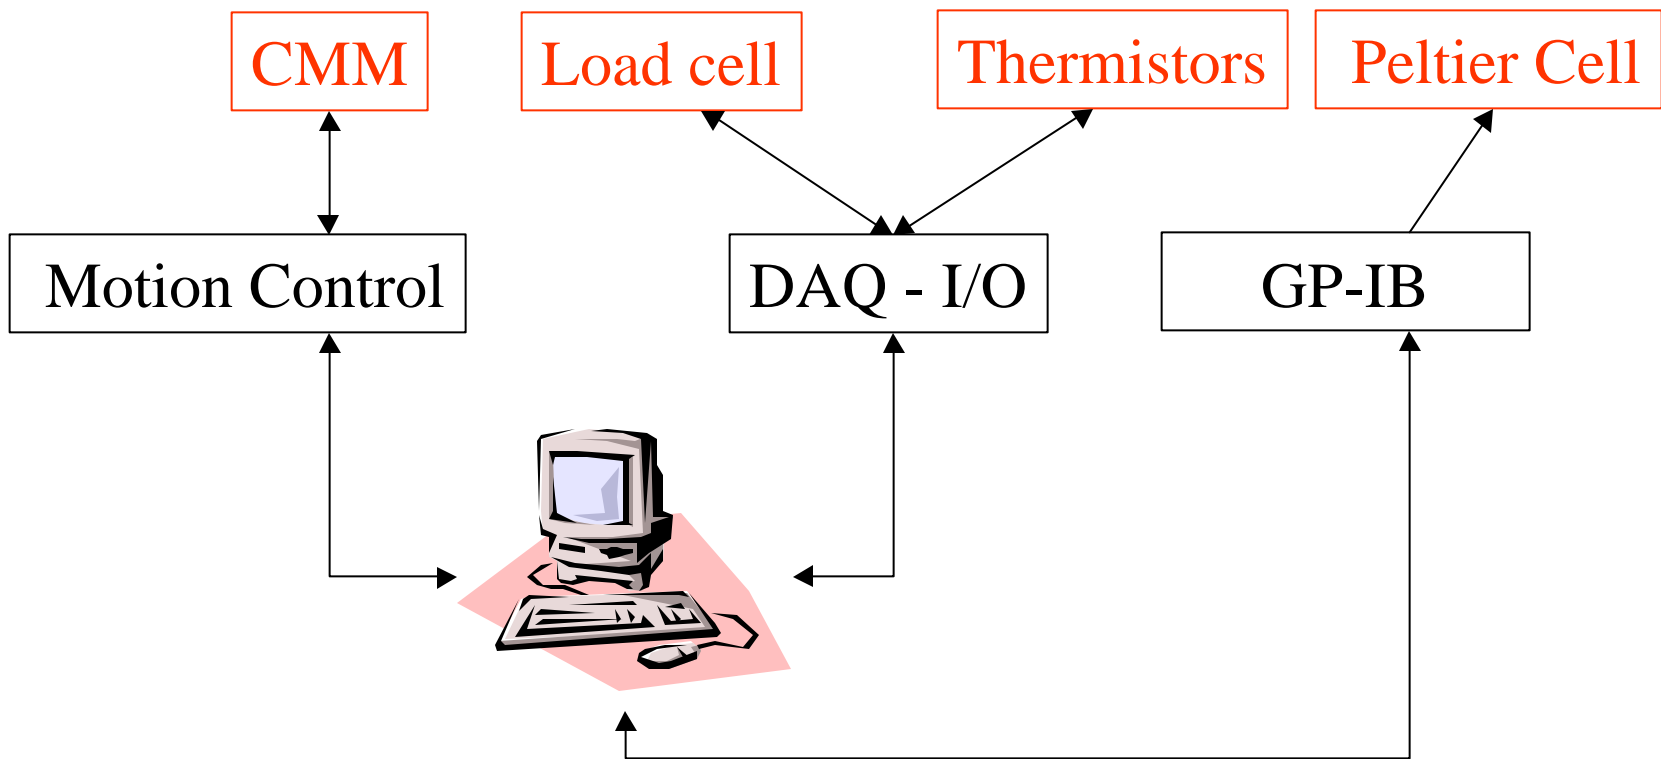 CMM
Load cell
Thermistors
Peltier Cell
Motion Control
DAQ - I/O
GP-IB